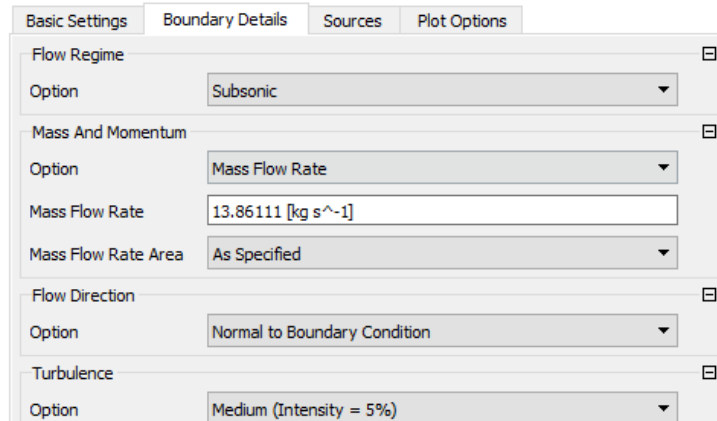 Basic Settings Boundary Details Sources Plot Options
Flow Regime
Option Subsonic
Mass And Momentum
Option Mass Flow Rate
Mass Flow Rate 13.86111 [kg s^-1]
Mass Flow Rate Area As Specified
Flow Direction
Option Normal to Boundary Condition
Turbulence
Option Medium (Intensity = 5%)